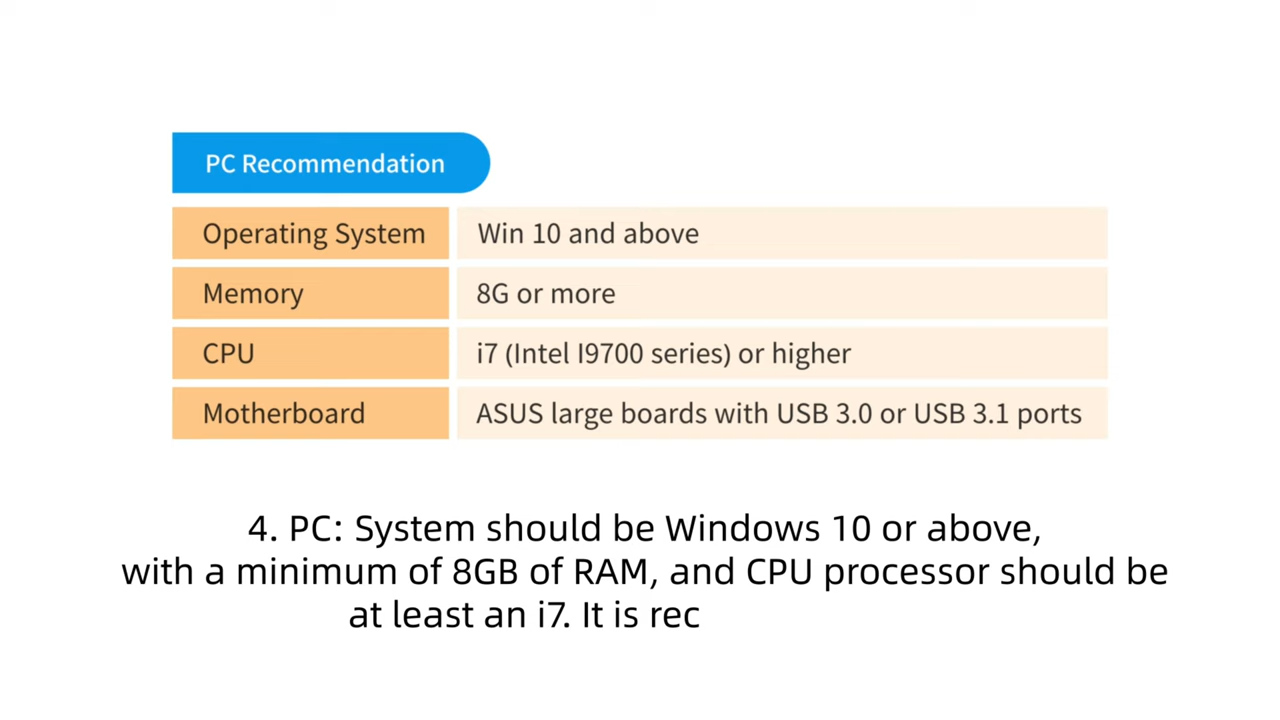 PC Recommendation
Operating System Win 10 and above
Memory 8G or more
CPU i7 (Intel I9700 series) or higher
Motherboard ASUS large boards with USB 3.0 or USB 3.1 ports
4. PC: System should be Windows 10 or above,
with a minimum of 8GB of RAM, and CPU processor should be
at least an i7. It is rec